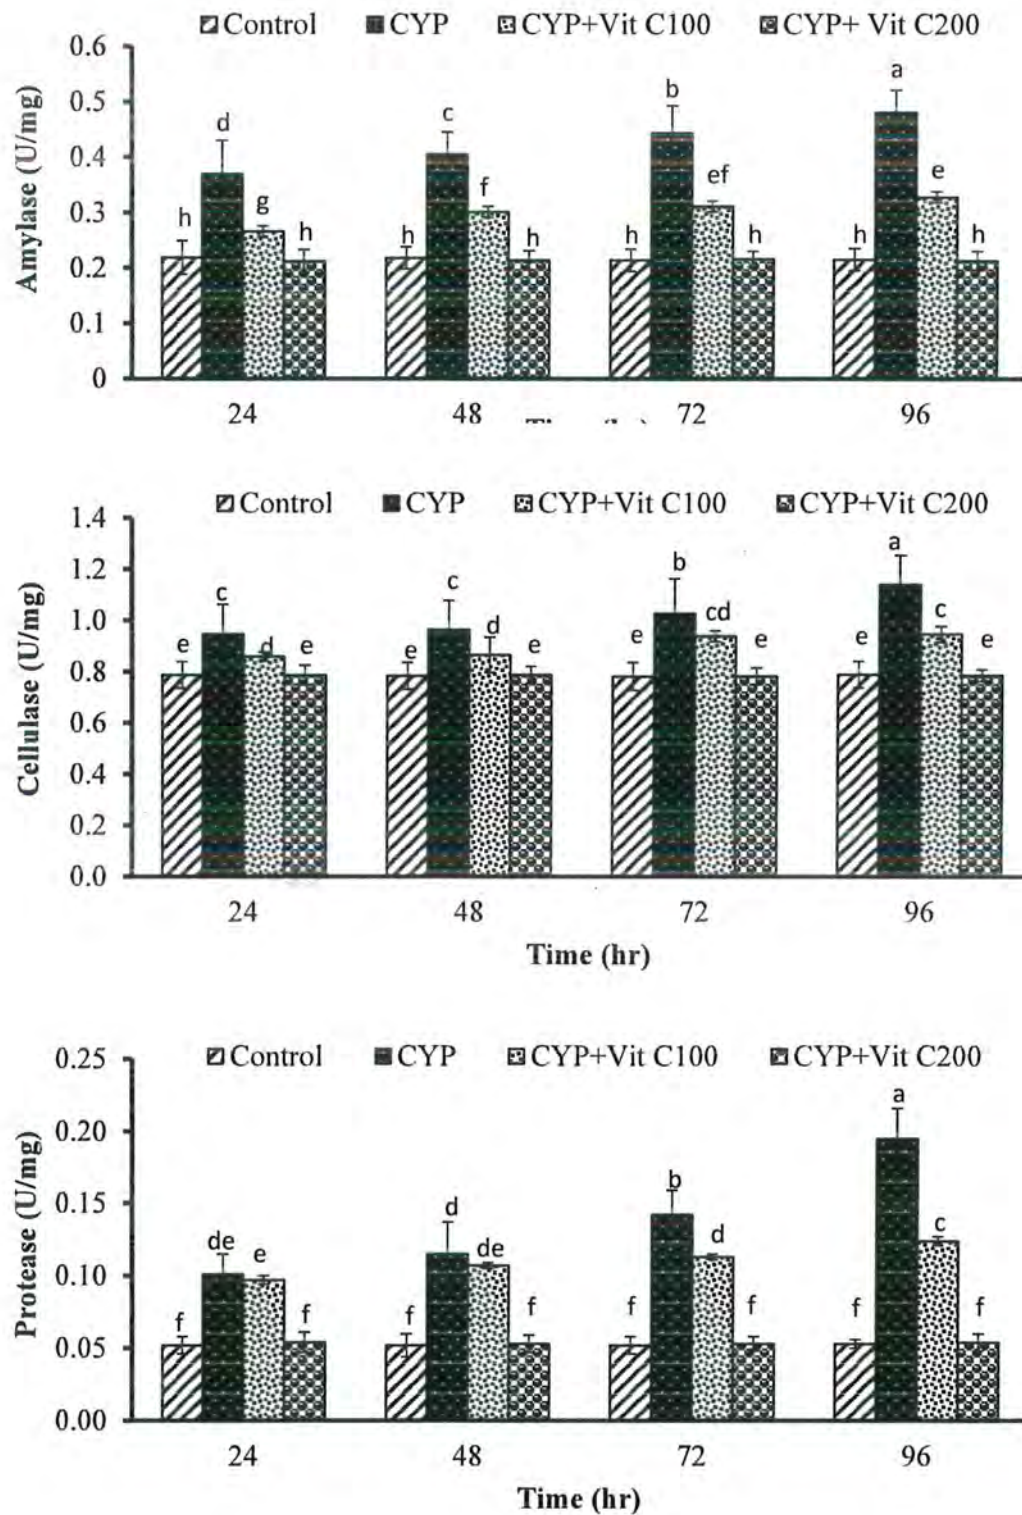 Control CYP CYP+Vit C100 CYP+ Vit C200
0.6
a
b
0.5
c
d
0.4
ef
e
f
0.3
g
h h h h h h h h
0.2
0.1
0
Amylase (U/mg)
24 48 72 96
Control CYP CYP+Vit C100 CYP+Vit C200
1.4
a
1.2
b
c c
1.0
cd c
d d
e e e e e e e e
0.8
0.6
0.4
0.2
0.0
Cellulase (U/mg)
24 48 72 96
Time (hr)
Control CYP CYP+Vit C100 CYP+Vit C200
0.25
a
0.20
b
0.15
d
c
de e de d
0.10
f f f f f f f f
0.05
0.00
Protease (U/mg)
24 48 72 96
Time (hr)